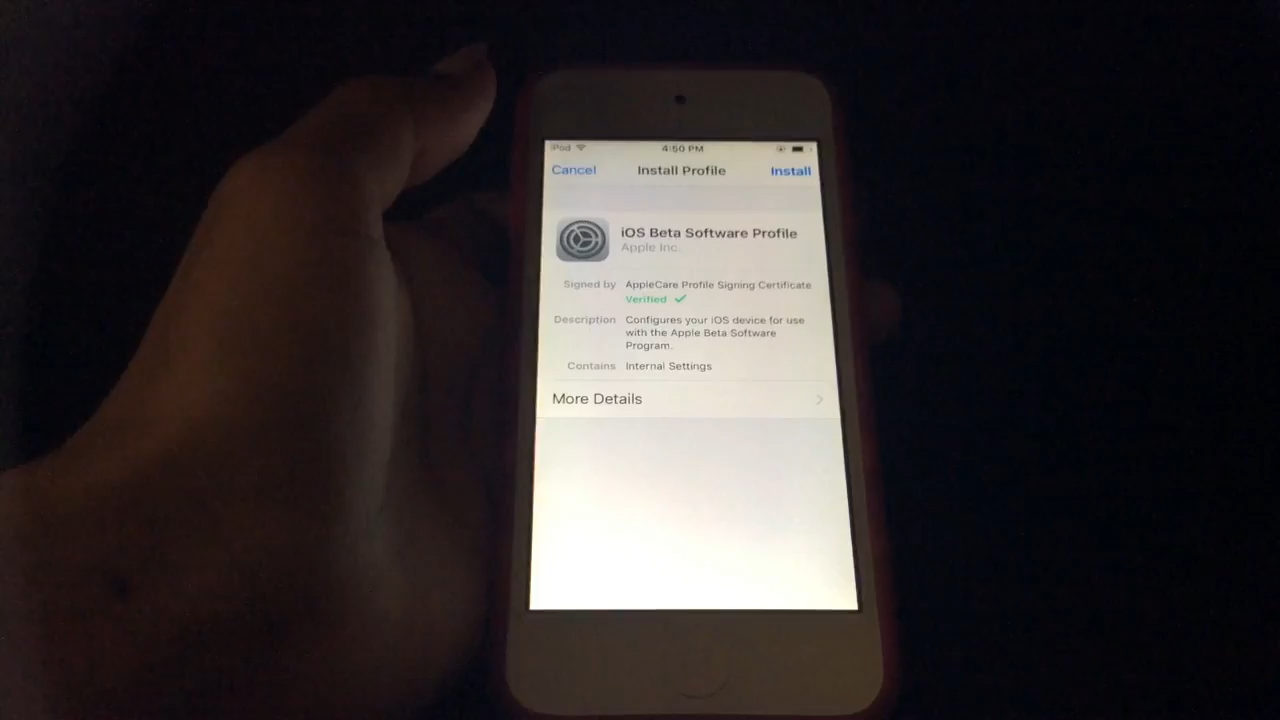 iPod 4:50 PM
Cancel Install Profile Install
iOS Beta Software Profile
Apple Inc.
Signed by AppleCare Profile Signing Certificate
Verified ✓
Description Configures your iOS device for use
with the Apple Beta Software
Program.
Contains Internal Settings
More Details